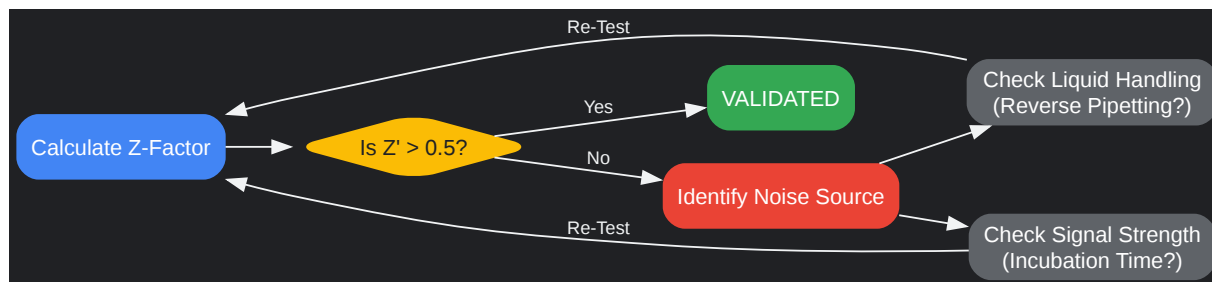 Re-Test
Calculate Z-Factor
Is Z' > 0.5?
Yes
VALIDATED
No
Identify Noise Source
Check Liquid Handling
(Reverse Pipetting?)
Re-Test
Check Signal Strength
(Incubation Time?)